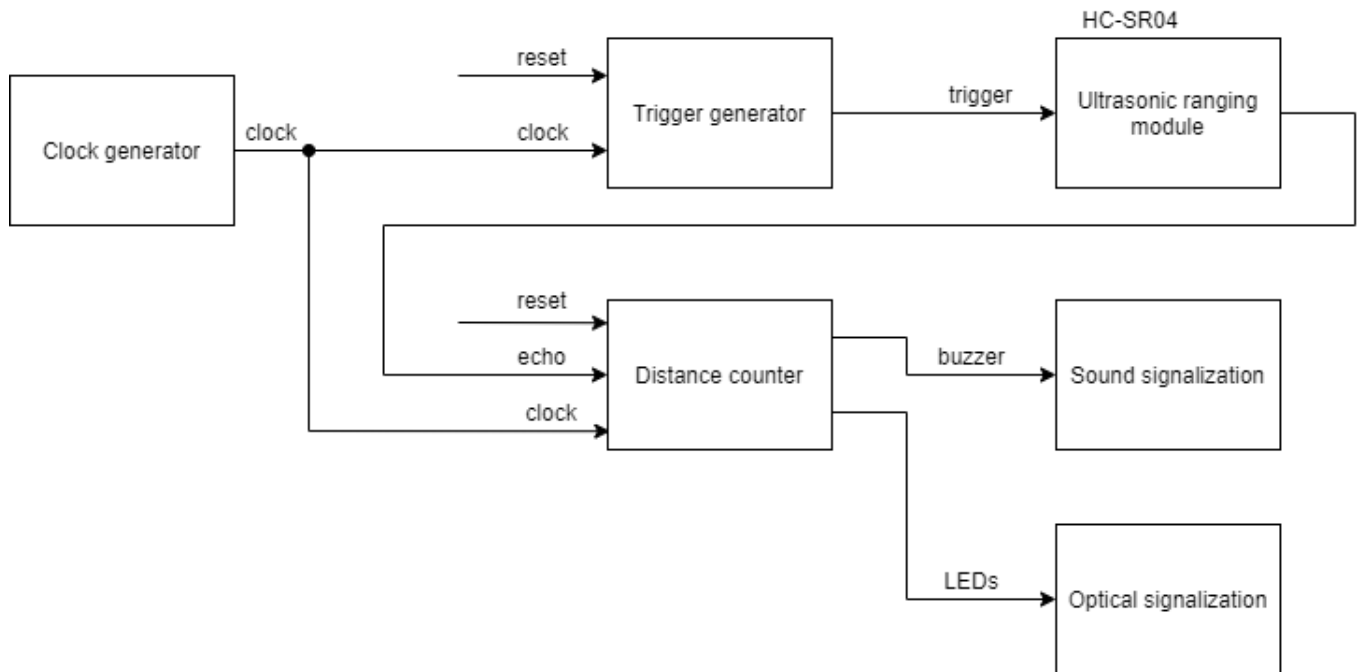 HC-SR04
reset
clock
clock
trigger
Clock generator
Trigger generator
Ultrasonic ranging
module
reset
echo
clock
buzzer
Distance counter
Sound signalization
LEDs
Optical signalization